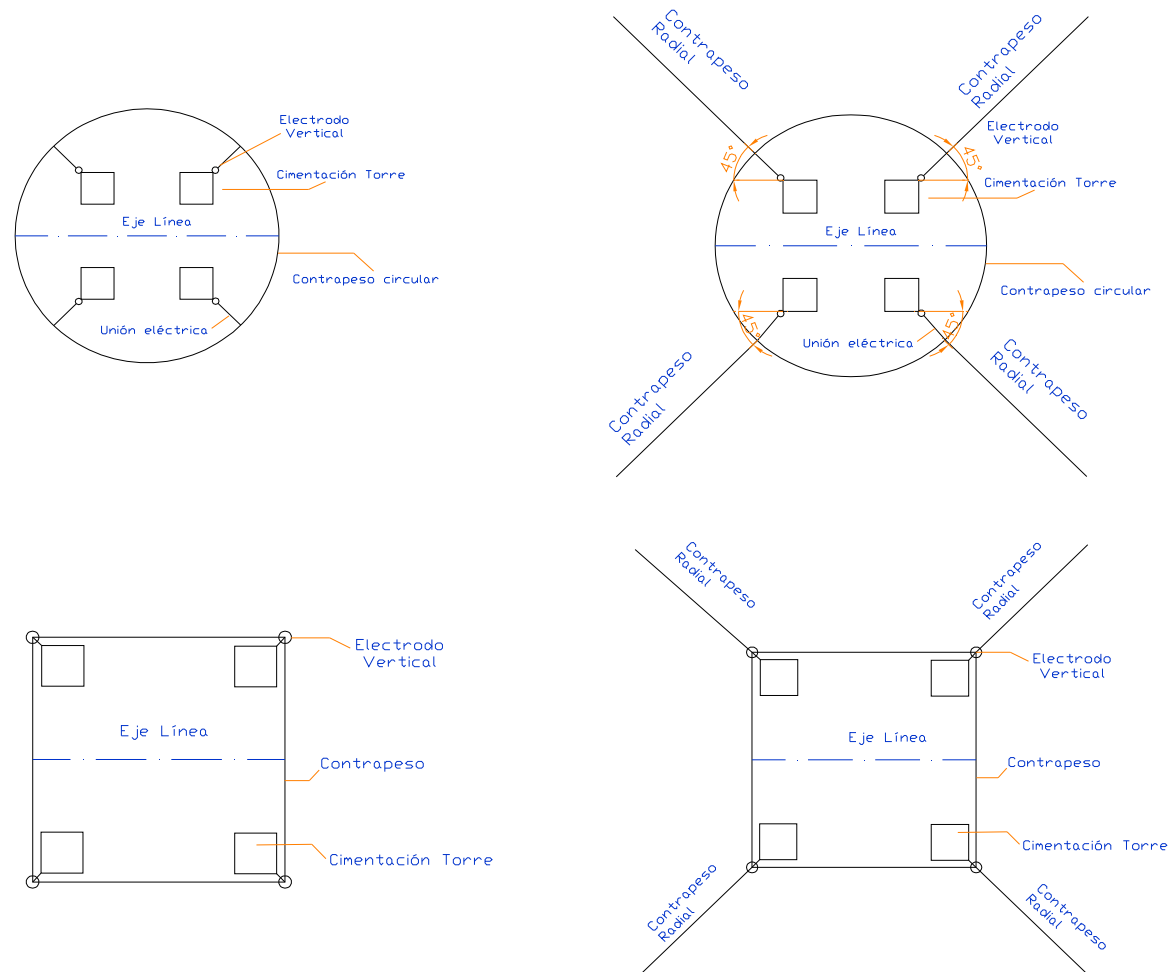 Electrodo
Vertical
Cimentación Torre
Eje Línea
Contrapeso circular
Unión eléctrica
Contrapeso
Radial
Contrapeso
Radial
Electrodo
Vertical
45°
45°
Cimentación Torre
Eje Línea
Contrapeso circular
45°
45°
Unión eléctrica
Contrapeso
Radial
Contrapeso
Radial
Electrodo
Vertical
Eje Línea
Contrapeso
Cimentación Torre
Contrapeso
Radial
Contrapeso
Radial
Electrodo
Vertical
Eje Línea
Contrapeso
Cimentación Torre
Contrapeso
Radial
Contrapeso
Radial